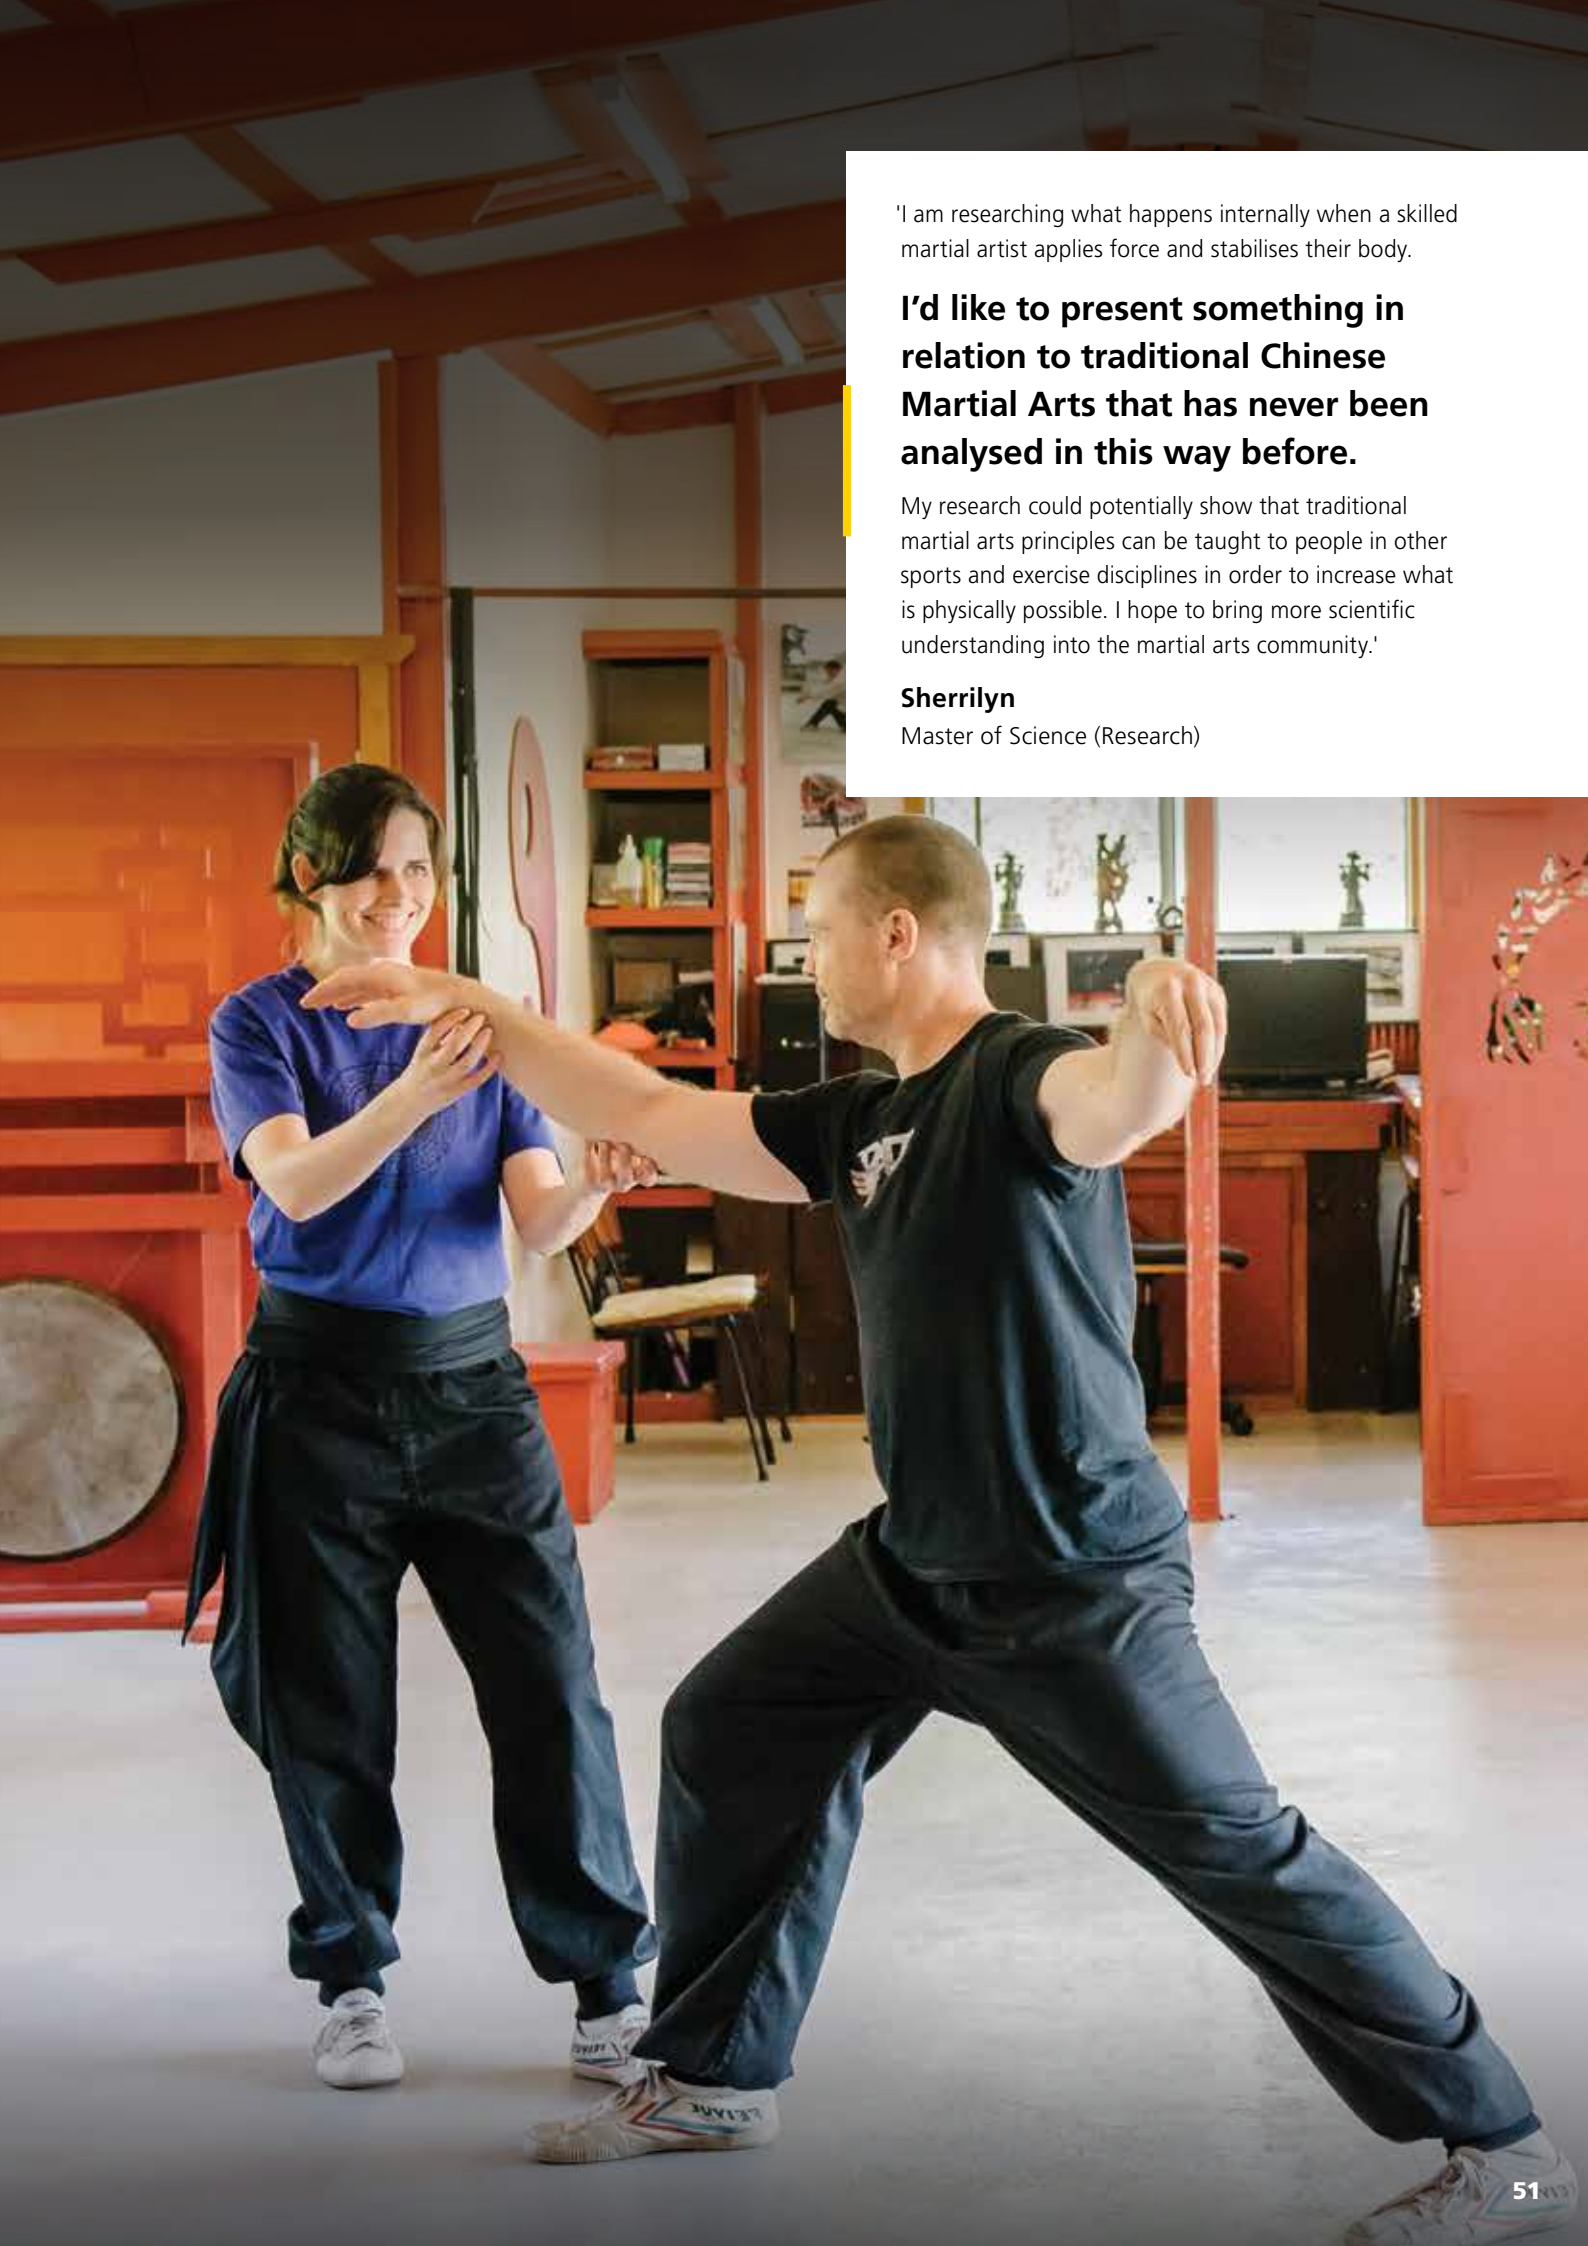 'I am researching what happens internally when a skilled
martial artist applies force and stabilises their body.
I’d like to present something in
relation to traditional Chinese
Martial Arts that has never been
analysed in this way before.
My research could potentially show that traditional
martial arts principles can be taught to people in other
sports and exercise disciplines in order to increase what
is physically possible. I hope to bring more scientific
understanding into the martial arts community.'
Sherrilyn
Master of Science (Research)
51